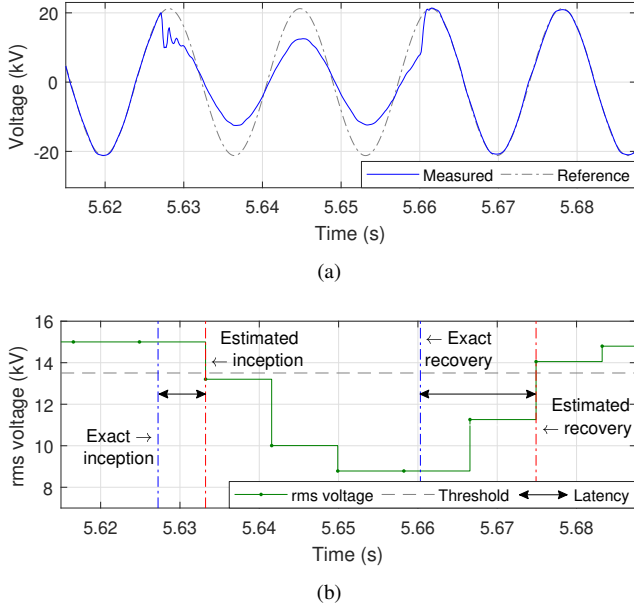 20
0
-20
Voltage (kV)
Measured
Reference
5.62
5.63
5.64
5.65
5.66
5.67
5.68
Time (s)
(a)
16
14
12
10
8
rms voltage (kV)
Estimated
← inception
← Exact
recovery
Exact →
inception
Estimated
← recovery
rms voltage
Threshold
Latency
5.62
5.63
5.64
5.65
5.66
5.67
5.68
Time (s)
(b)